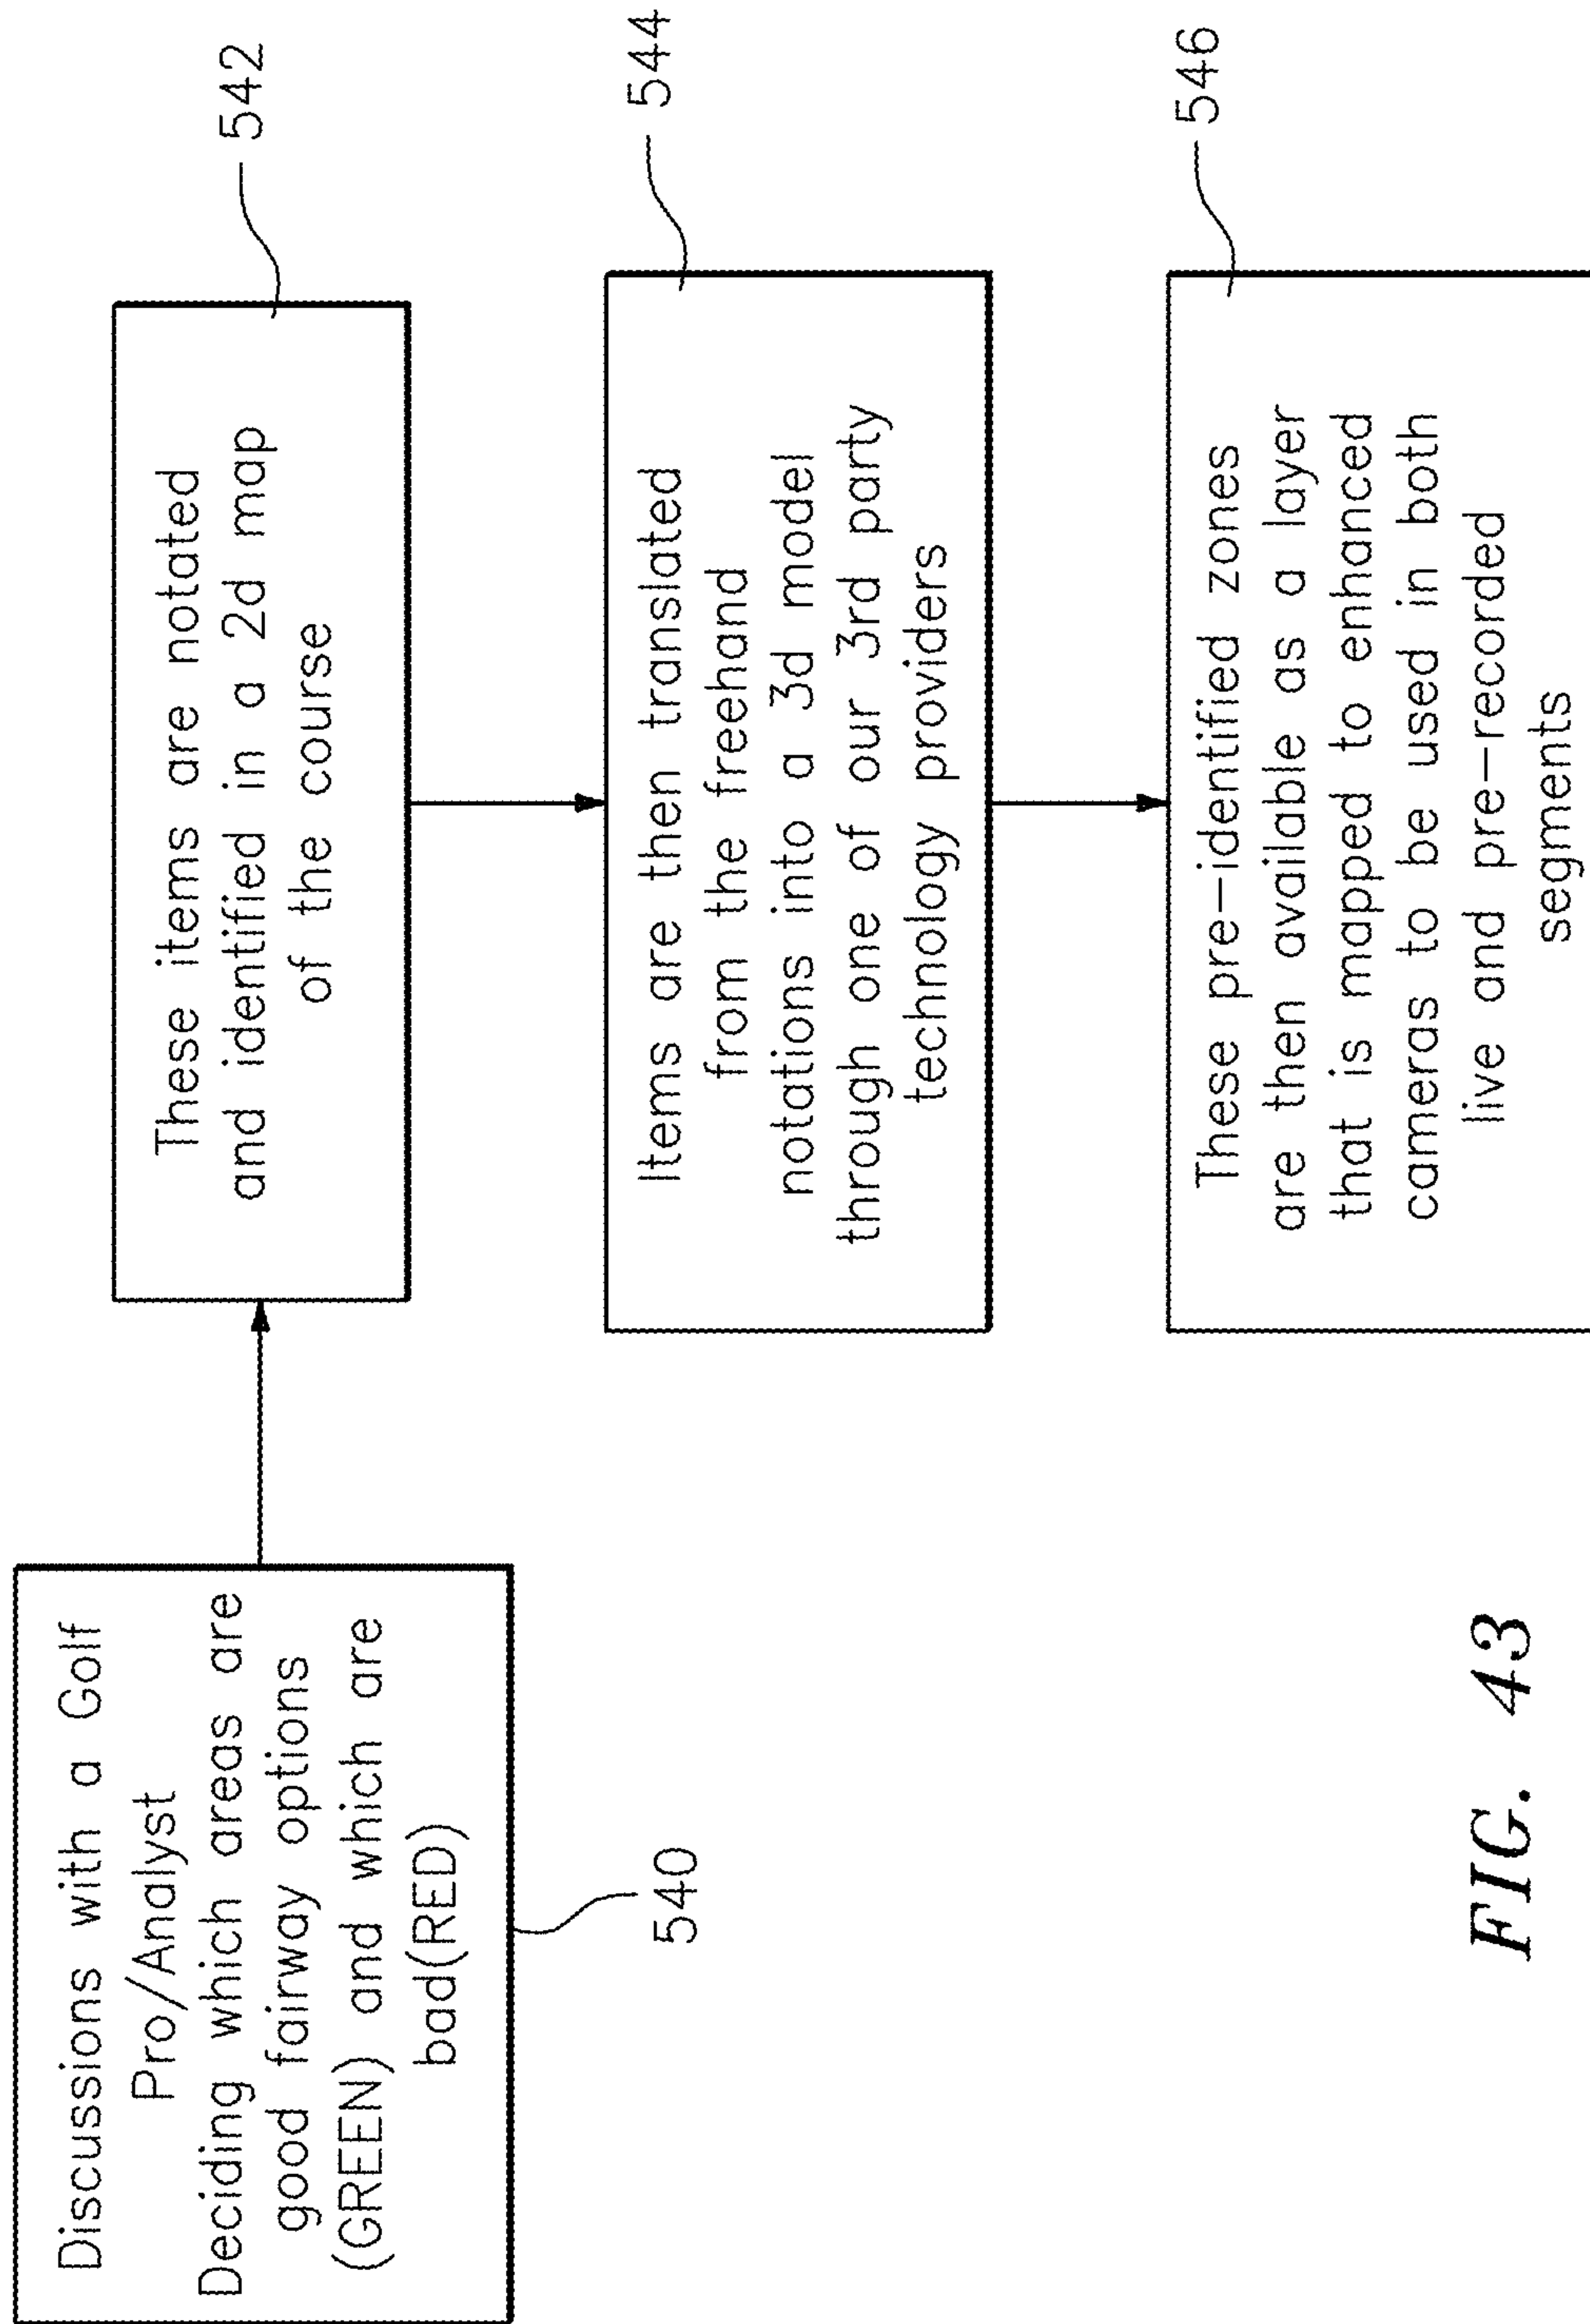 Discussions with a Golf
Pro/Analyst
Deciding which areas are
good fairway options
(GREEN) and which are
bad(RED)
540
These items are notated
and identified in a 2d map
of the course
542
Items are then translated
from the freehand
notations into a 3d model
through one of our 3rd party
technology providers
544
These pre-identified zones
are then available as a layer
that is mapped to enhanced
cameras to be used in both
live and pre-recorded
segments
546
FIG. 43